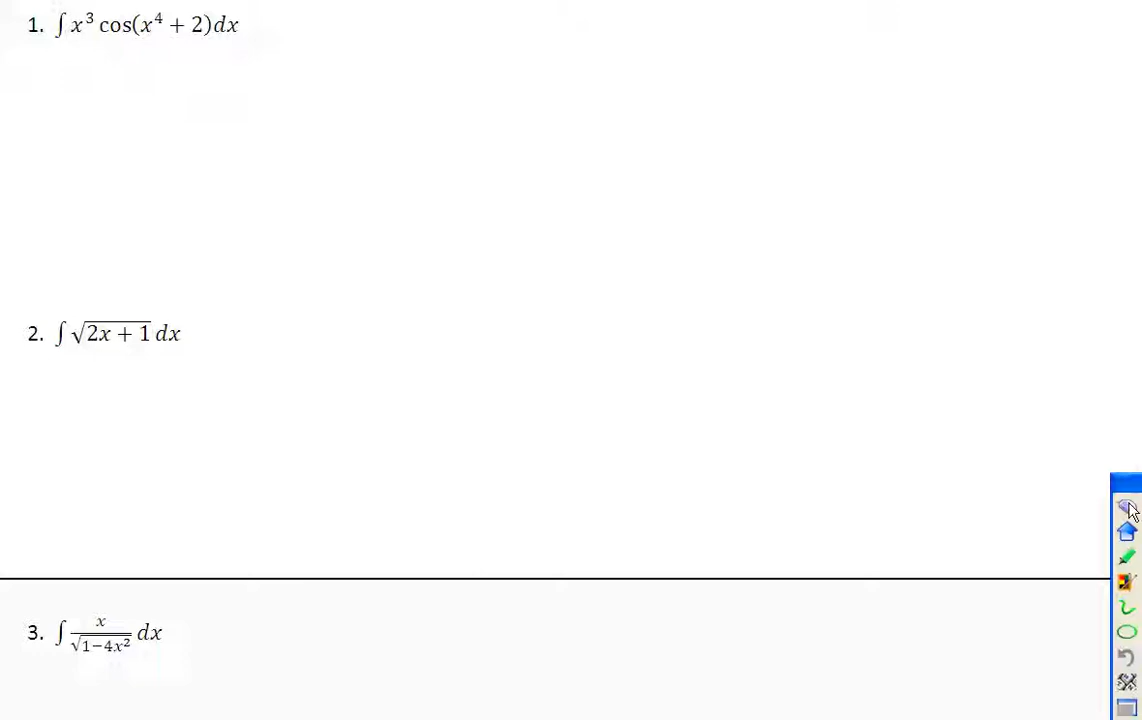 1. ∫ x³ cos(x⁴ + 2)dx
2. ∫ √(2x + 1) dx
3. ∫ x/√(1−4x²) dx